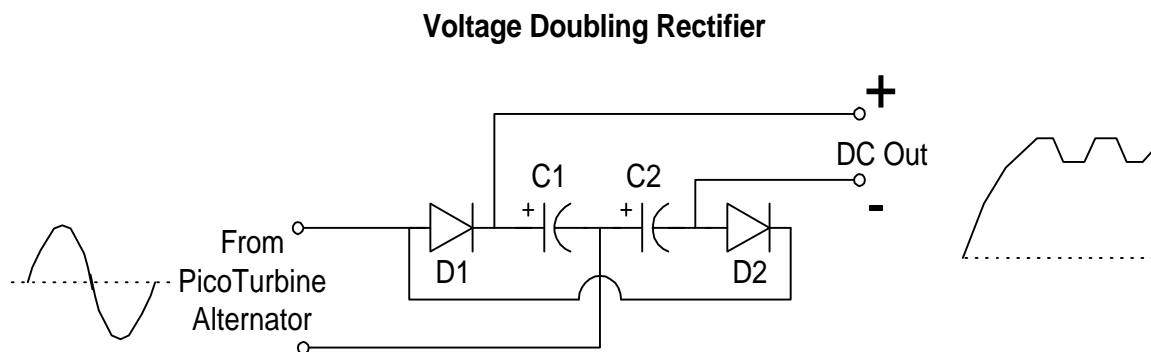 Voltage Doubling Rectifier
+
DC Out
-
C1
C2
+
+
From
PicoTurbine
Alternator
D1
D2